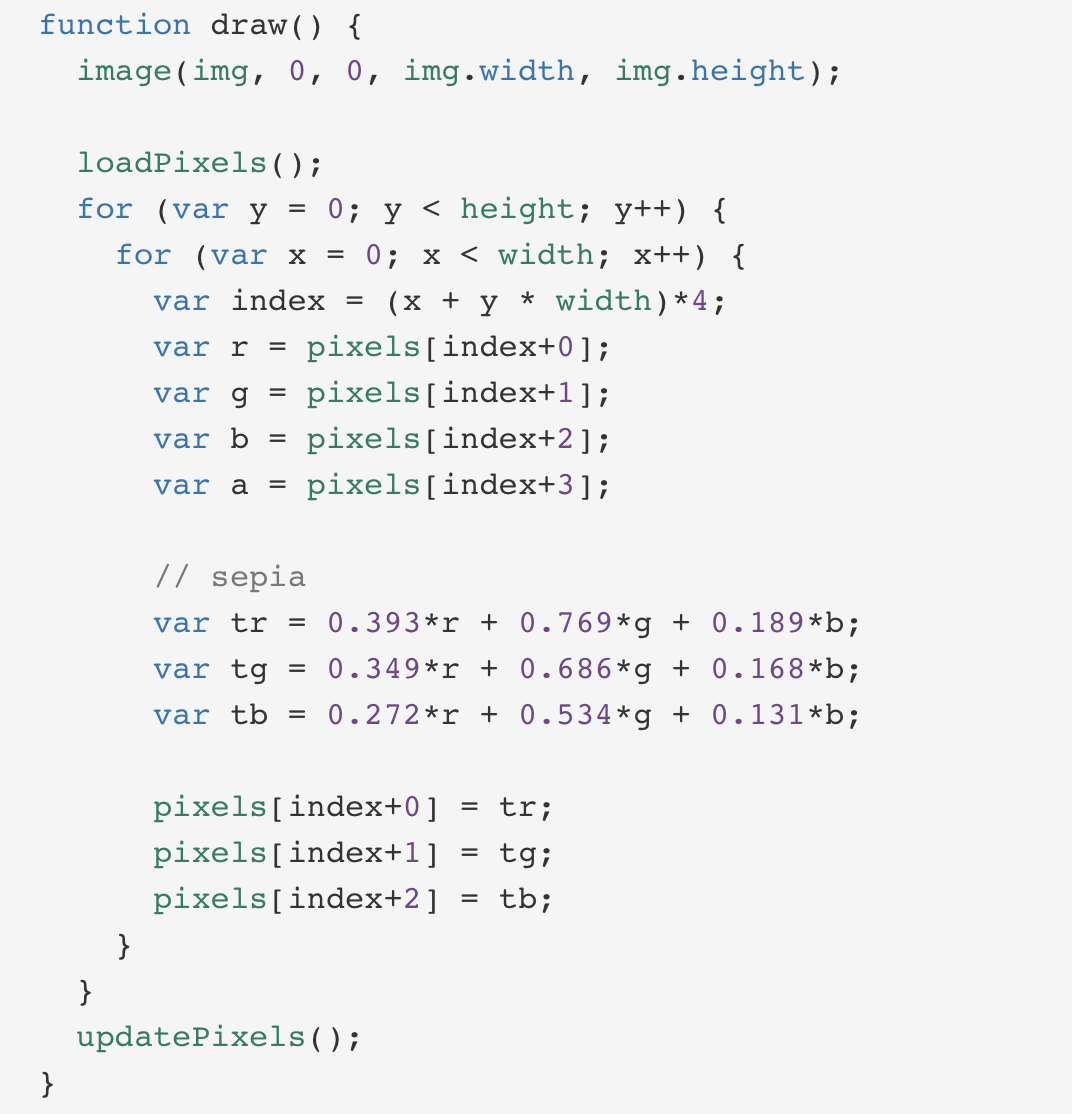 function draw() {
  image(img, 0, 0, img.width, img.height);

  loadPixels();
  for (var y = 0; y < height; y++) {
    for (var x = 0; x < width; x++) {
      var index = (x + y * width)*4;
      var r = pixels[index+0];
      var g = pixels[index+1];
      var b = pixels[index+2];
      var a = pixels[index+3];

      // sepia
      var tr = 0.393*r + 0.769*g + 0.189*b;
      var tg = 0.349*r + 0.686*g + 0.168*b;
      var tb = 0.272*r + 0.534*g + 0.131*b;

      pixels[index+0] = tr;
      pixels[index+1] = tg;
      pixels[index+2] = tb;
    }
  }
  updatePixels();
}